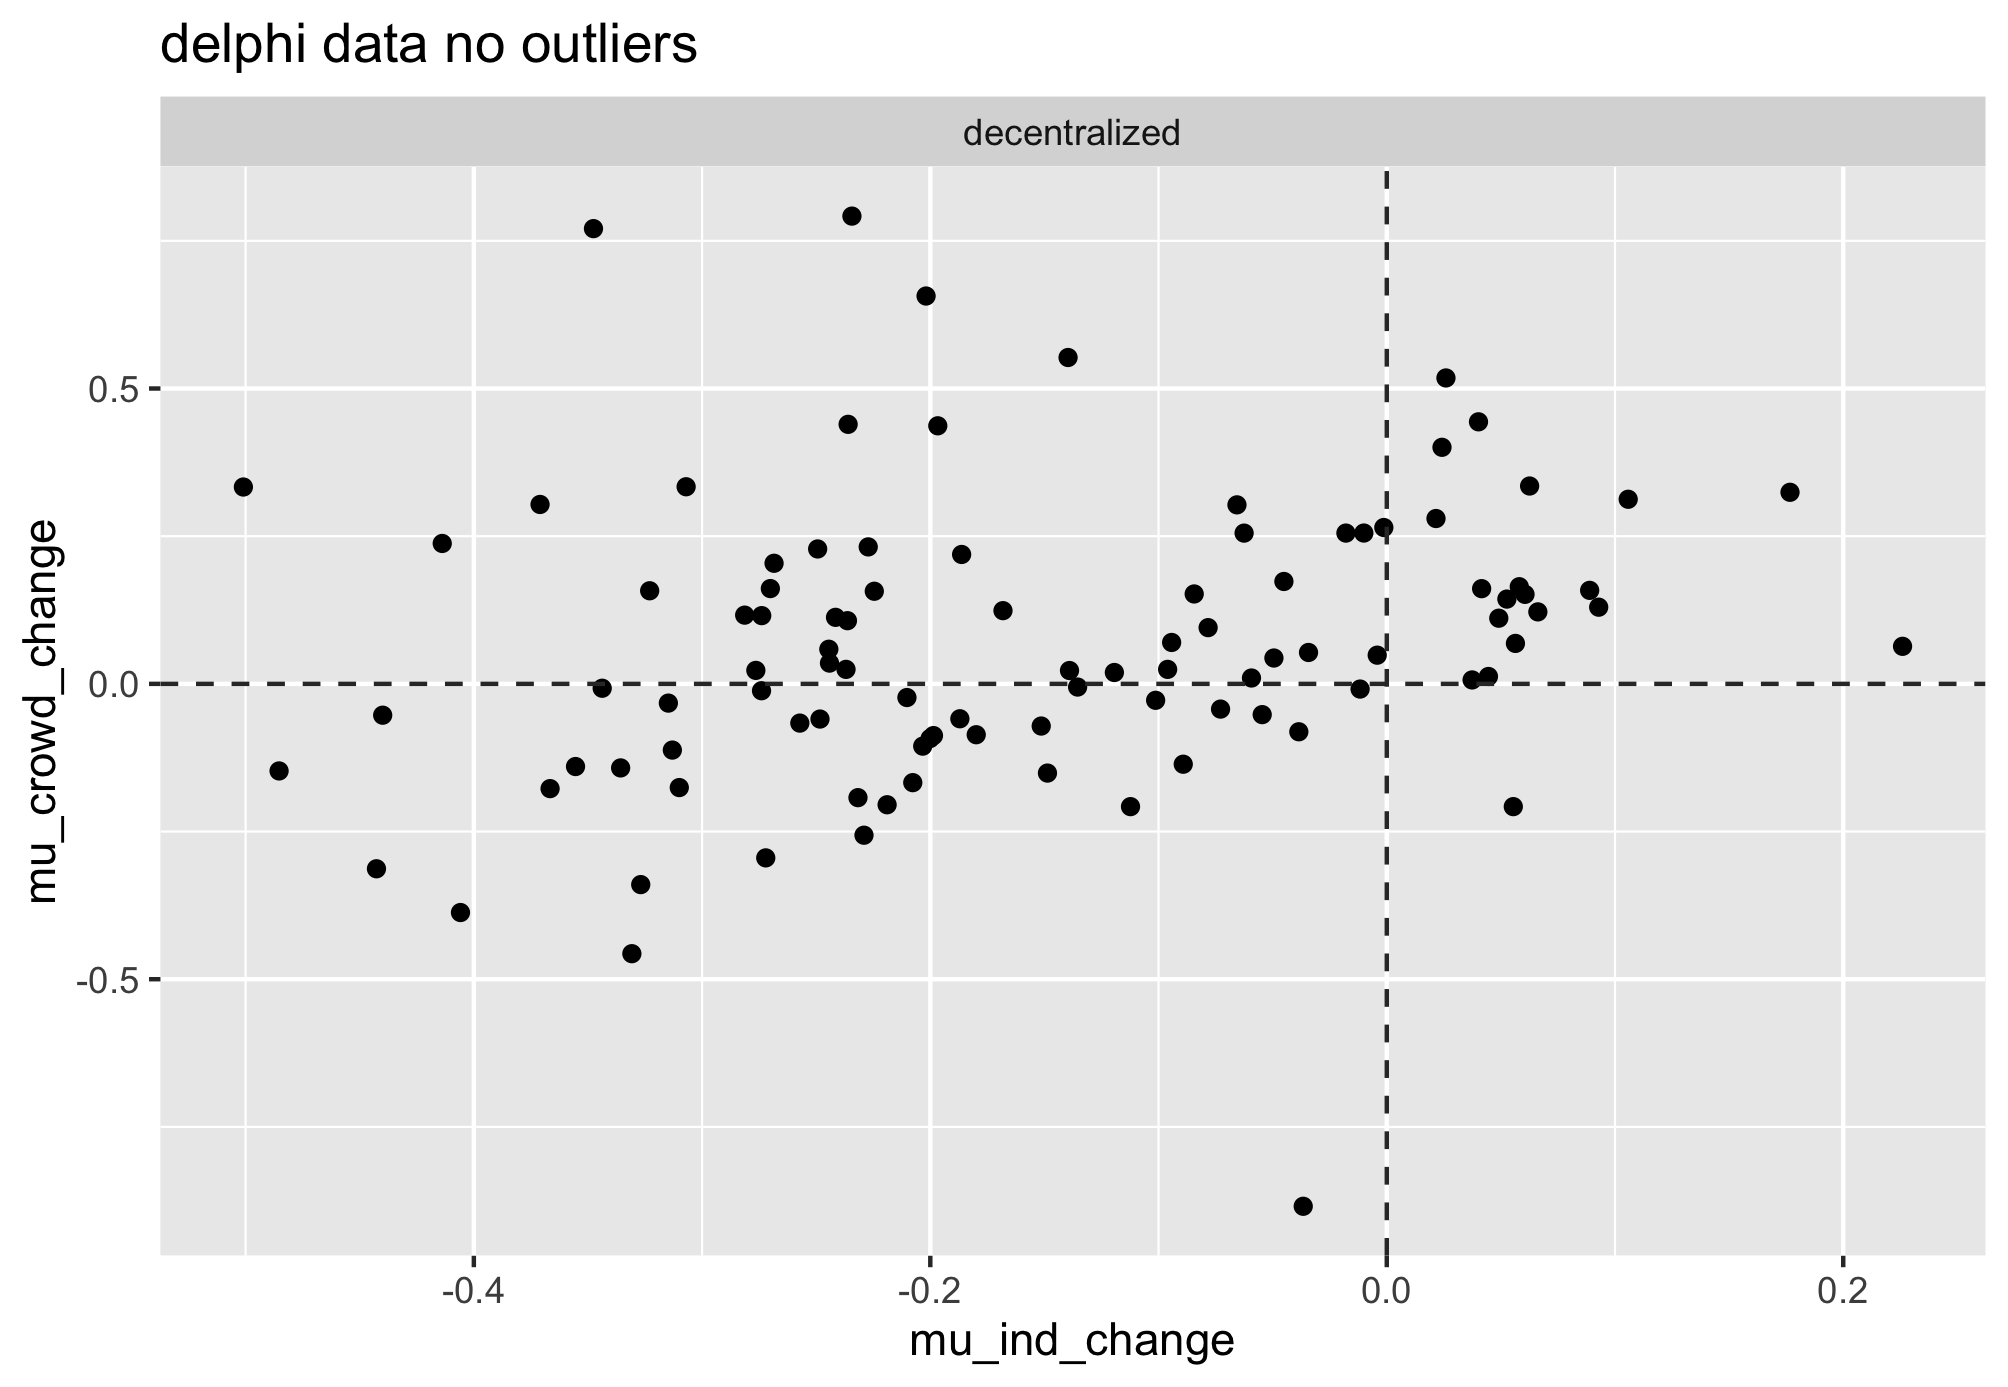 delphi data no outliers
decentralized
mu_crowd_change
0.5
0.0
-0.5
-0.4
-0.2
0.0
0.2
mu_ind_change